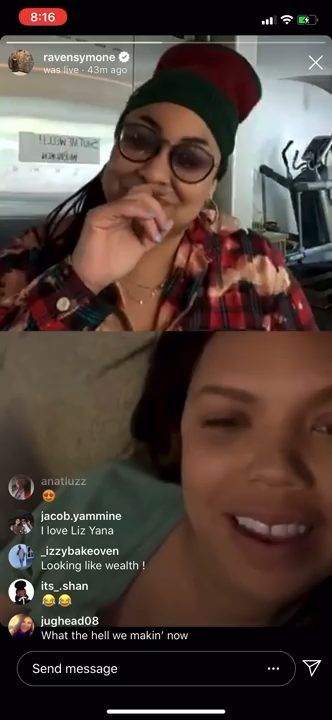 8:16
ravensymone
was live · 43m ago
anatiuzz
😍
jacob.yammine
I love Liz Yana
_izzybakeoven
Looking like wealth !
its_.shan
😂😂
jughead08
What the hell we makin’ now
Send message